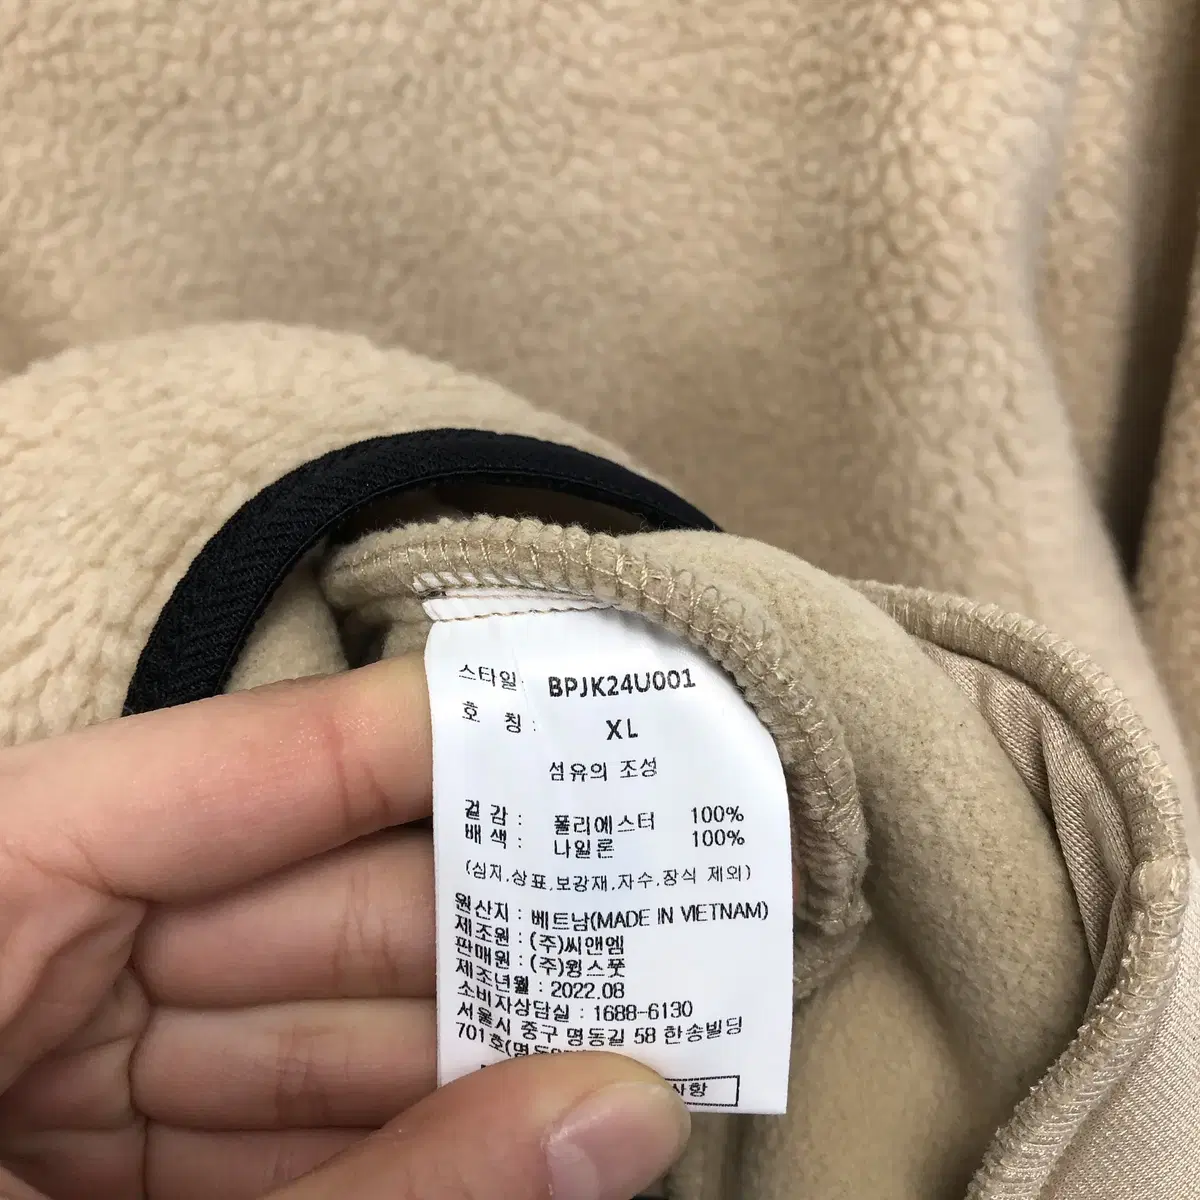 스타일: BPJK24U001
호 칭 : XL
섬유의 조성
겉 감 : 폴리에스터 100%
배 색 : 나일론 100%
(심지,상표,보강재,자수,장식 제외)
원산지 : 베트남(MADE IN VIETNAM)
제조원 : (주)씨앤엠
판매원 : (주)윙스풋
제조년월 : 2022.08
소비자상담실 : 1688-6130
서울시 중구 명동길 58 한송빌딩
701호(명동
사항